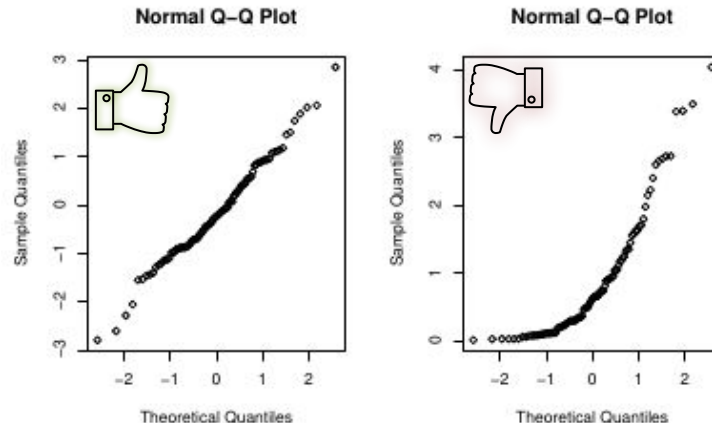 Normal Q-Q Plot
3
2
1
0
-1
-2
-3
Sample Quantiles
-2 -1 0 1 2
Theoretical Quantiles
Normal Q-Q Plot
4
3
2
1
0
Sample Quantiles
-2 -1 0 1 2
Theoretical Quantiles